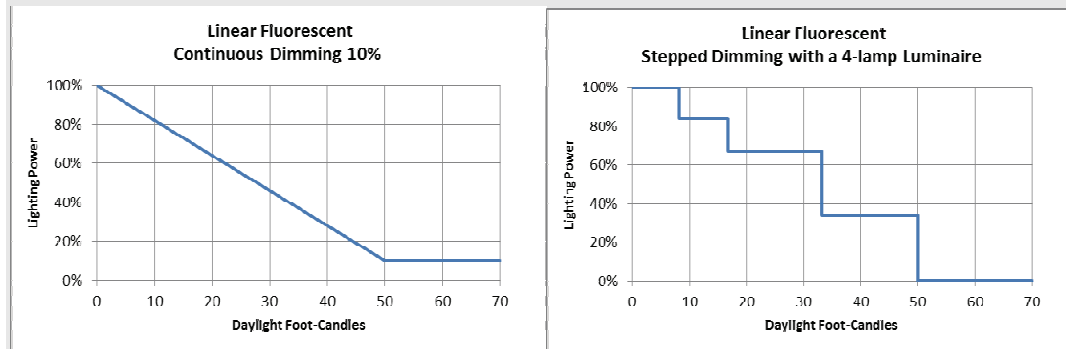 Linear Fluorescent
Continuous Dimming 10%
100%
80%
60%
40%
20%
0%
Lighting Power
0 10 20 30 40 50 60 70
Daylight Foot-Candles
Linear Fluorescent
Stepped Dimming with a 4-lamp Luminaire
100%
80%
60%
40%
20%
0%
Lighting Power
0 10 20 30 40 50 60 70
Daylight Foot-Candles